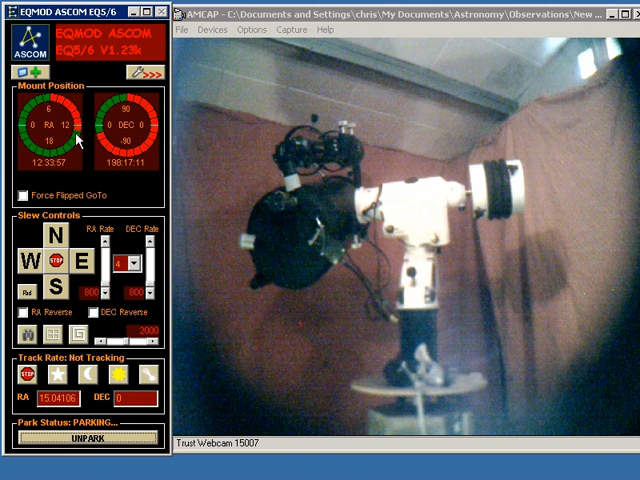 EQMOD ASCOM EQ5/6
AMCAP - C:\Documents and Settings\chris\My Documents\Astronomy\Observations\New ...
File Devices Options Capture Help
ASCOM
EQMOD ASCOM
EQ5/6 V1.23k
Mount Position
6
0 RA 12
18
90
0 DEC 0
-90
12:33:57
198:17:11
Force Flipped GoTo
Slew Controls
N
W STOP E
S
RA Rate
DEC Rate
4
Pad
800
800
RA Reverse
DEC Reverse
2000
Track Rate: Not Tracking
STOP
RA 15.04106 DEC 0
Park Status: PARKING...
UNPARK
Trust Webcam 15007